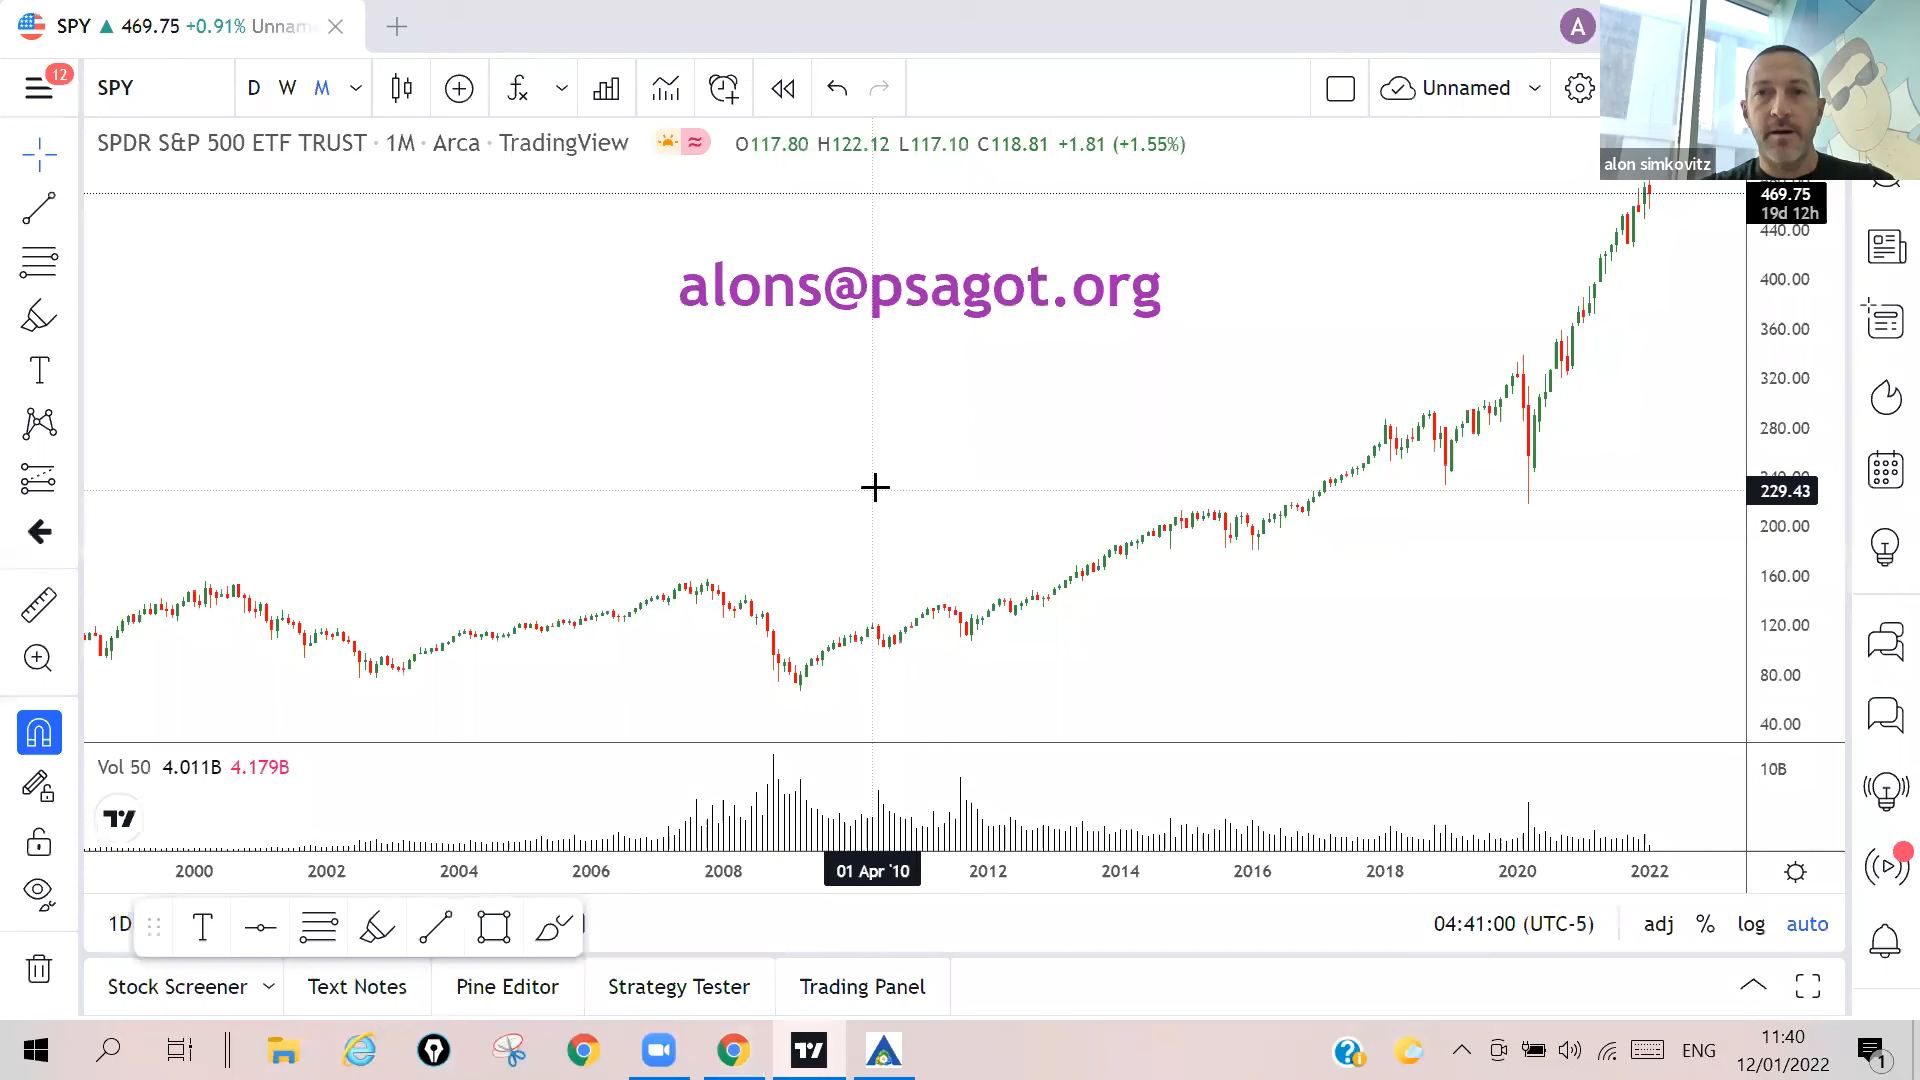 SPY ▲ 469.75 +0.91% Unnam
A
12
SPY
D W M
Unnamed
SPDR S&P 500 ETF TRUST · 1M · Arca · TradingView
O117.80 H122.12 L117.10 C118.81 +1.81 (+1.55%)
alon simkovitz
469.75
19d 12h
440.00
alons@psagot.org
400.00
360.00
320.00
280.00
240.00
229.43
200.00
160.00
120.00
80.00
40.00
Vol 50 4.011B 4.179B
10B
2000 2002 2004 2006 2008 01 Apr '10 2012 2014 2016 2018 2020 2022
1D
T
04:41:00 (UTC-5) adj % log auto
Stock Screener Text Notes Pine Editor Strategy Tester Trading Panel
ENG
11:40
12/01/2022
1